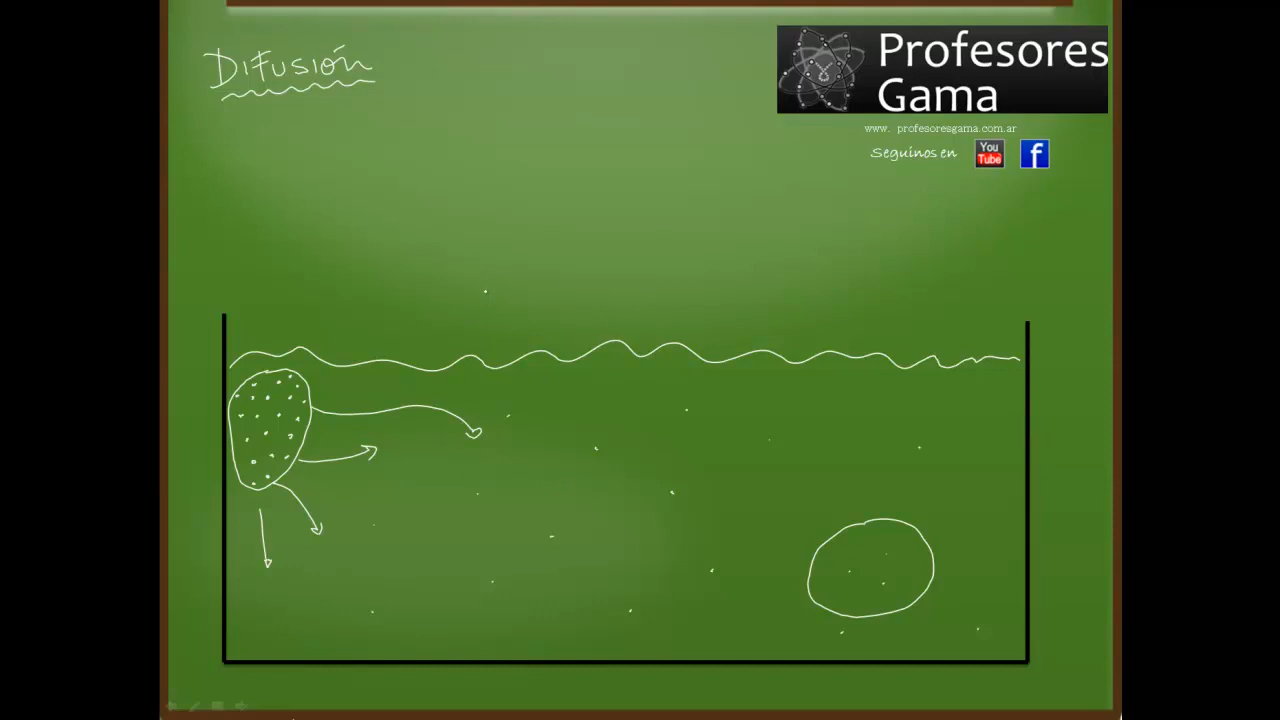 Difusión
Profesores
Gama
www. profesoresgama.com.ar
Seguinos en
You
Tube
f